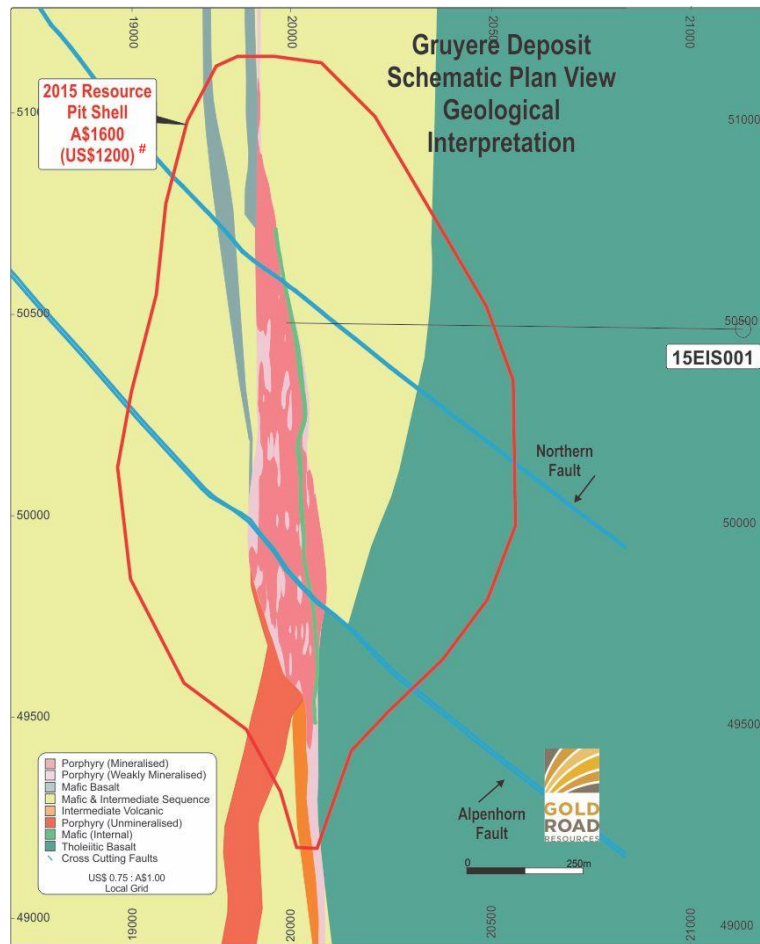 19000
20000
20500
21000
Gruyere Deposit
Schematic Plan View
Geological
Interpretation
2015 Resource
Pit Shell
A$1600
(US$1200) #
51000
51000
50500
50500
15EIS001
Northern
Fault
50000
50000
49500
49500
Porphyry (Mineralised)
Porphyry (Weakly Mineralised)
Mafic Basalt
Mafic & Intermediate Sequence
Intermediate Volcanic
Porphyry (Unmineralised)
Mafic (Internal)
Tholeiitic Basalt
Cross Cutting Faults
US$ 0.75 : A$1.00
Local Grid
Alpenhorn
Fault
GOLD
ROAD
RESOURCES
0
250m
49000
49000
19000
20000
20500
21000